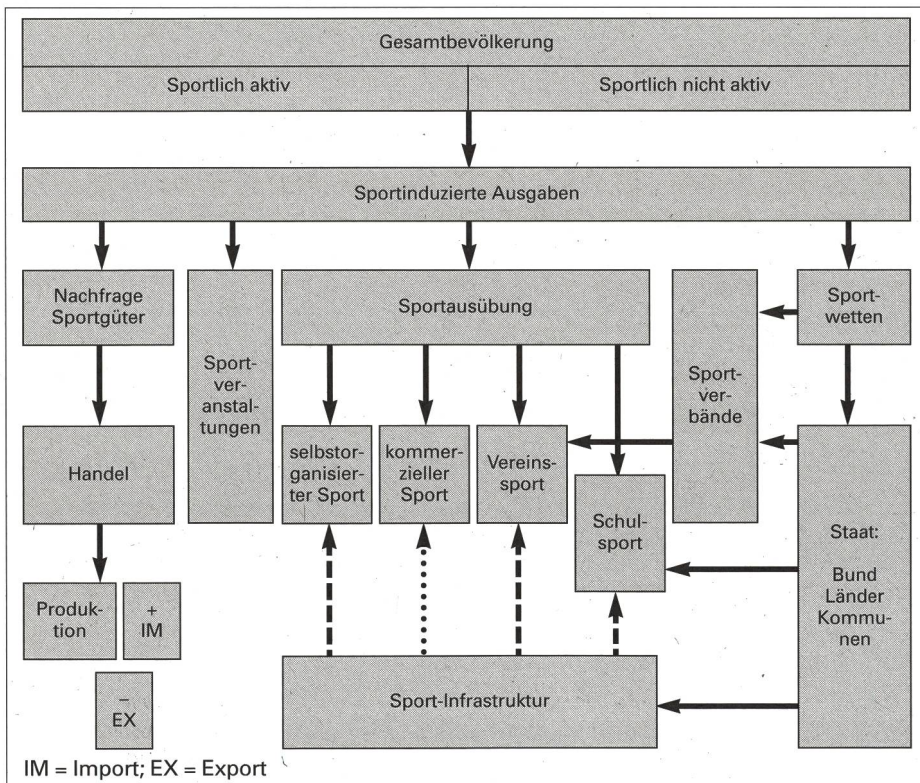 Gesamtbevölkerung
Sportlich aktiv
Sportlich nicht aktiv
Sportinduzierte Ausgaben
Nachfrage
Sportgüter
Sport-
ver-
anstal-
tungen
Sportausübung
Sport-
ver-
bände
Sport-
wetten
Handel
selbstor-
ganisier-
ter Sport
kommer-
zieller
Sport
Vereins-
sport
Schul-
sport
Staat:
Bund
Länder
Kommu-
nen
Produk-
tion
+
IM
–
EX
Sport-Infrastruktur
IM = Import; EX = Export